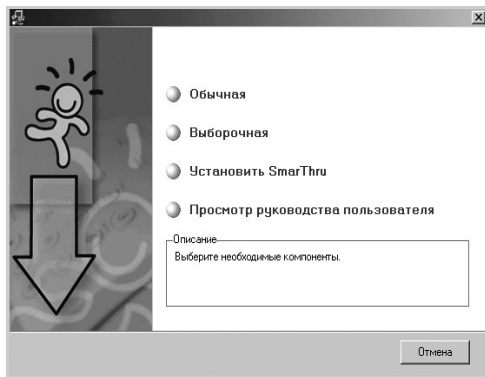 Обычная
Выборочная
Установить SmarThru
Просмотр руководства пользователя
Описание
Выберите необходимые компоненты.
Отмена